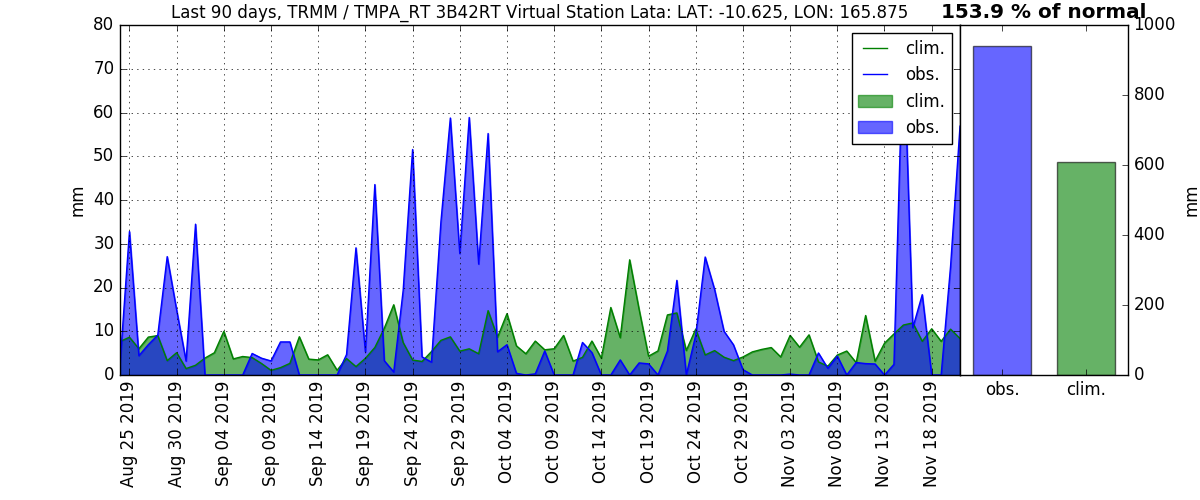 Last 90 days, TRMM / TMPA_RT 3B42RT Virtual Station Lata: LAT: -10.625, LON: 165.875
153.9 % of normal
80
70
60
50
40
30
20
10
0
mm
clim.
obs.
clim.
obs.
1000
800
600
400
200
0
mm
obs.
clim.
Aug 25 2019
Aug 30 2019
Sep 04 2019
Sep 09 2019
Sep 14 2019
Sep 19 2019
Sep 24 2019
Sep 29 2019
Oct 04 2019
Oct 09 2019
Oct 14 2019
Oct 19 2019
Oct 24 2019
Oct 29 2019
Nov 03 2019
Nov 08 2019
Nov 13 2019
Nov 18 2019